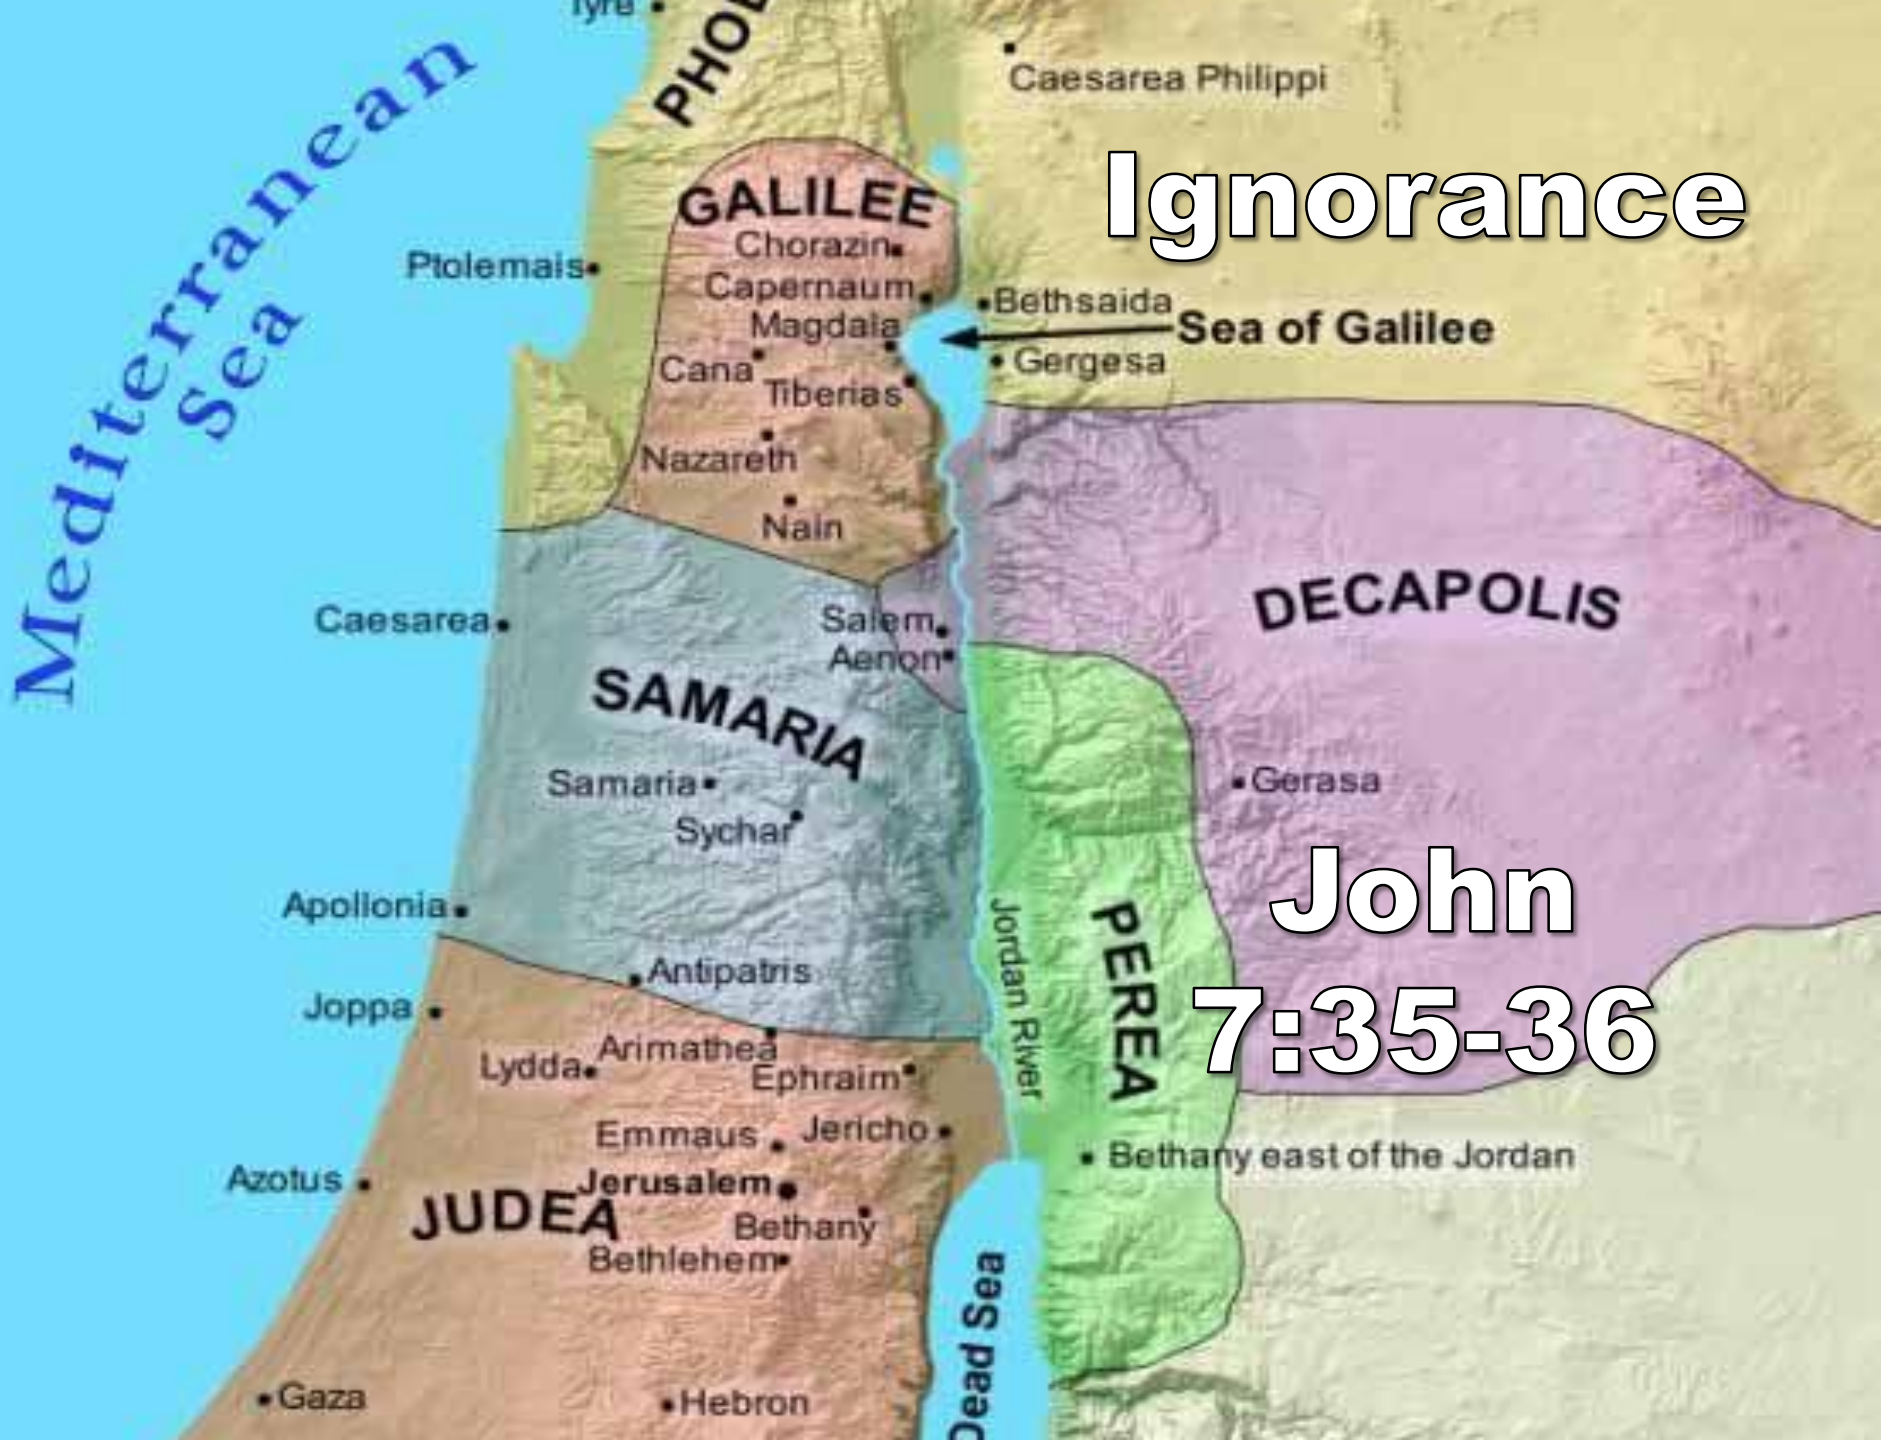 Tyre
PHOE
Caesarea Philippi
Ignorance
Mediterranean
Sea
GALILEE
Chorazin
Ptolemais
Capernaum
Bethsaida
Magdala
Sea of Galilee
Cana
Gergesa
Tiberias
Nazareth
Nain
DECAPOLIS
Caesarea
Salem
Aenon
SAMARIA
Samaria
Gerasa
Sychar
Apollonia
John
7:35-36
Jordan River
PEREA
Antipatris
Joppa
Arimathea
Lydda
Ephraim
Emmaus
Jericho
Bethany east of the Jordan
Azotus
Jerusalem
JUDEA
Bethany
Bethlehem
Dead Sea
Gaza
Hebron